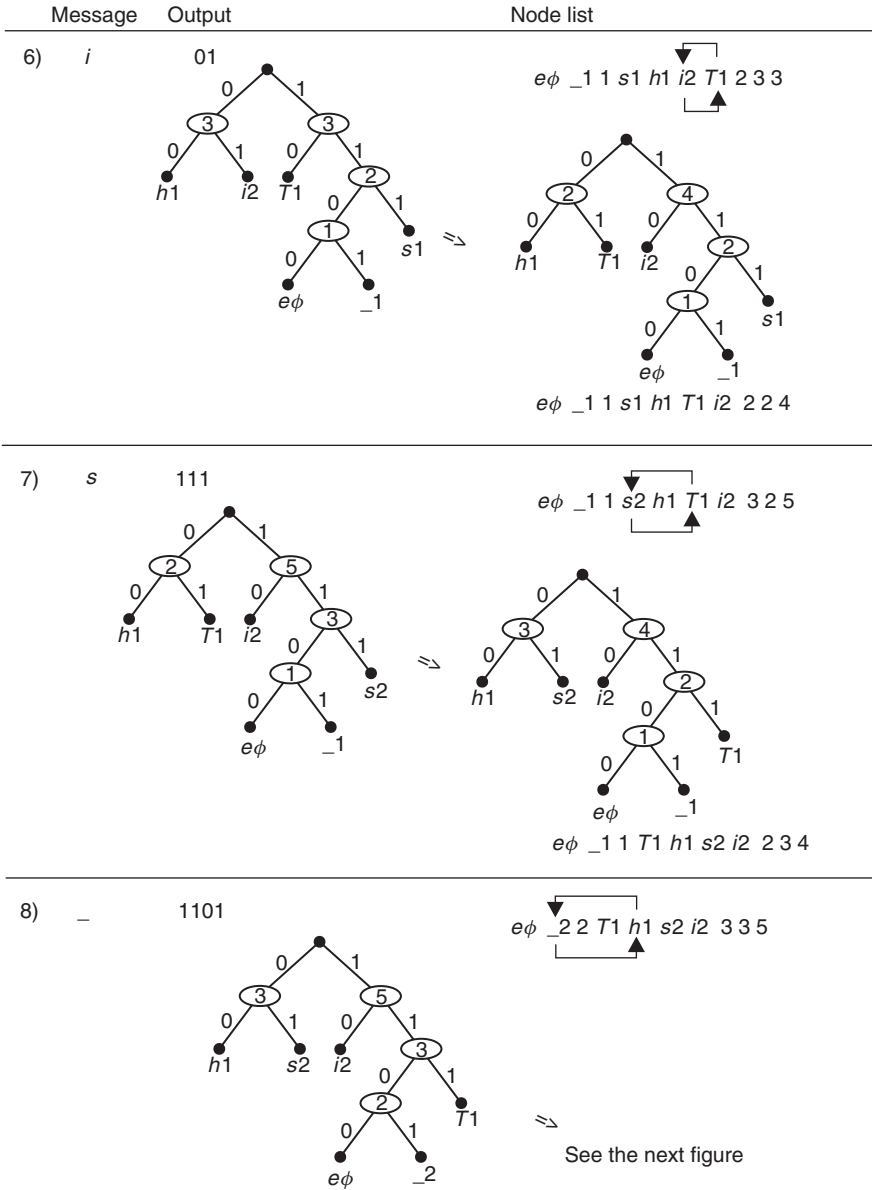 Message Output Node list
6) i 01
eϕ _1 1 s1 h1 i2 T1 2 3 3
0 1
0 1
3 3
2 4
0 1 0 1
0 1 0 1
h1 i2 T1 2
h1 T1 i2 2
0 1
0 1
1 s1
1 s1
0 1
0 1
eϕ _1
eϕ _1
eϕ _1 1 s1 h1 T1 i2 2 2 4
7) s 111
eϕ _1 1 s2 h1 T1 i2 3 2 5
0 1
0 1
2 5
3 4
0 1 0 1
0 1 0 1
h1 T1 i2 3
h1 s2 i2 2
0 1
0 1
1 s2
1 T1
0 1
0 1
eϕ _1
eϕ _1
eϕ _1 1 T1 h1 s2 i2 2 3 4
8) _ 1101
eϕ _2 2 T1 h1 s2 i2 3 3 5
0 1
3 5
0 1 0 1
h1 s2 i2 3
0 1
2 T1
0 1
eϕ _2
See the next figure